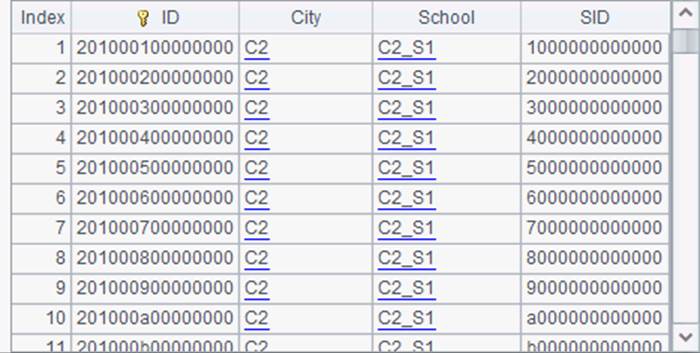 Index ID City School SID
1 201000100000000 C2 C2_S1 1000000000000
2 201000200000000 C2 C2_S1 2000000000000
3 201000300000000 C2 C2_S1 3000000000000
4 201000400000000 C2 C2_S1 4000000000000
5 201000500000000 C2 C2_S1 5000000000000
6 201000600000000 C2 C2_S1 6000000000000
7 201000700000000 C2 C2_S1 7000000000000
8 201000800000000 C2 C2_S1 8000000000000
9 201000900000000 C2 C2_S1 9000000000000
10 201000a00000000 C2 C2_S1 a000000000000
11 201000b00000000 C2 C2_S1 b000000000000